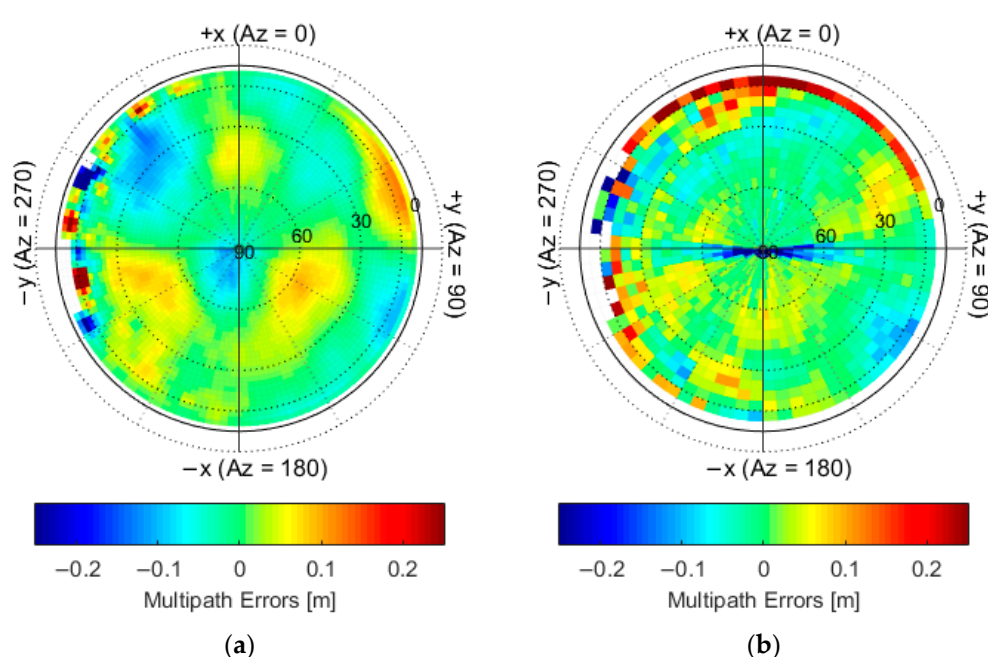 +x (Az = 0)
−y (Az = 270)
+y (Az = 90)
0
30
60
90
−x (Az = 180)
−0.2 −0.1 0 0.1 0.2
Multipath Errors [m]
(a)
+x (Az = 0)
−y (Az = 270)
+y (Az = 90)
0
30
60
90
−x (Az = 180)
−0.2 −0.1 0 0.1 0.2
Multipath Errors [m]
(b)